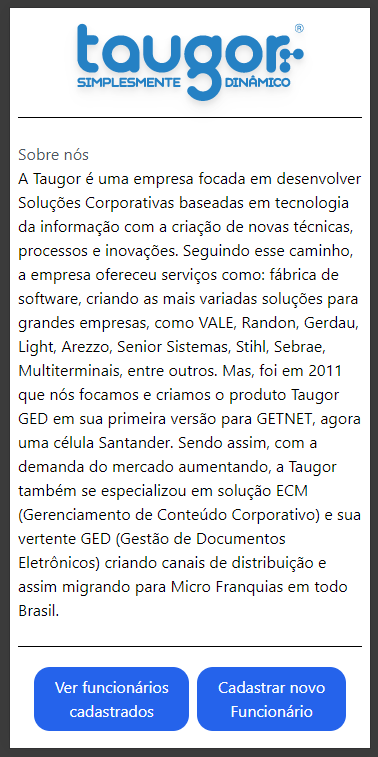 taugor®
SIMPLESMENTE DINÂMICO
Sobre nós
A Taugor é uma empresa focada em desenvolver
Soluções Corporativas baseadas em tecnologia
da informação com a criação de novas técnicas,
processos e inovações. Seguindo esse caminho,
a empresa ofereceu serviços como: fábrica de
software, criando as mais variadas soluções para
grandes empresas, como VALE, Randon, Gerdau,
Light, Arezzo, Senior Sistemas, Stihl, Sebrae,
Multiterminais, entre outros. Mas, foi em 2011
que nós focamos e criamos o produto Taugor
GED em sua primeira versão para GETNET, agora
uma célula Santander. Sendo assim, com a
demanda do mercado aumentando, a Taugor
também se especializou em solução ECM
(Gerenciamento de Conteúdo Corporativo) e sua
vertente GED (Gestão de Documentos
Eletrônicos) criando canais de distribuição e
assim migrando para Micro Franquias em todo
Brasil.
Ver funcionários
cadastrados
Cadastrar novo
Funcionário